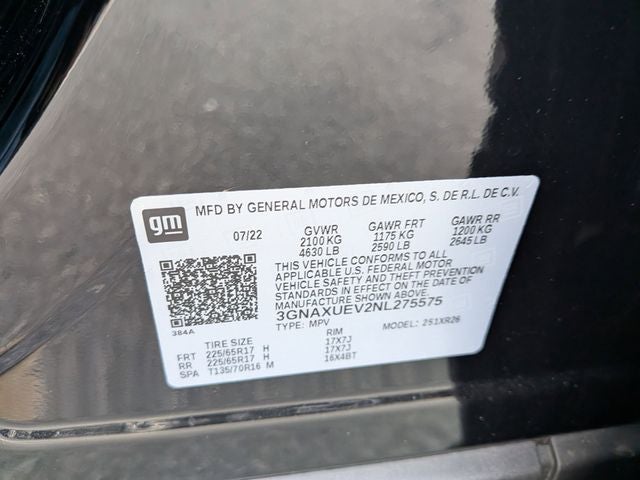 gm MFD BY GENERAL MOTORS DE MEXICO, S. DE R.L. DE C.V.
07/22 GVWR GAWR FRT GAWR RR
2100 KG 1175 KG 1200 KG
4630 LB 2590 LB 2645 LB
THIS VEHICLE CONFORMS TO ALL
APPLICABLE U.S. FEDERAL MOTOR
VEHICLE SAFETY AND THEFT PREVENTION
STANDARDS IN EFFECT ON THE DATE OF
MANUFACTURE SHOWN ABOVE.
3GNAXUEV2NL275575
384A TYPE: MPV MODEL: 251XR26
TIRE SIZE RIM
FRT 225/65R17 H 17X7J
RR 225/65R17 H 17X7J
SPA T135/70R16 M 16X4BT